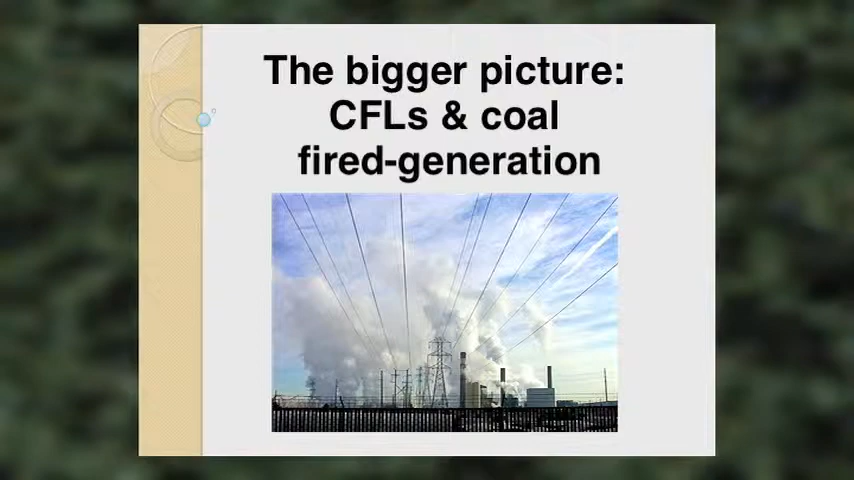 The bigger picture:
CFLs & coal
fired-generation